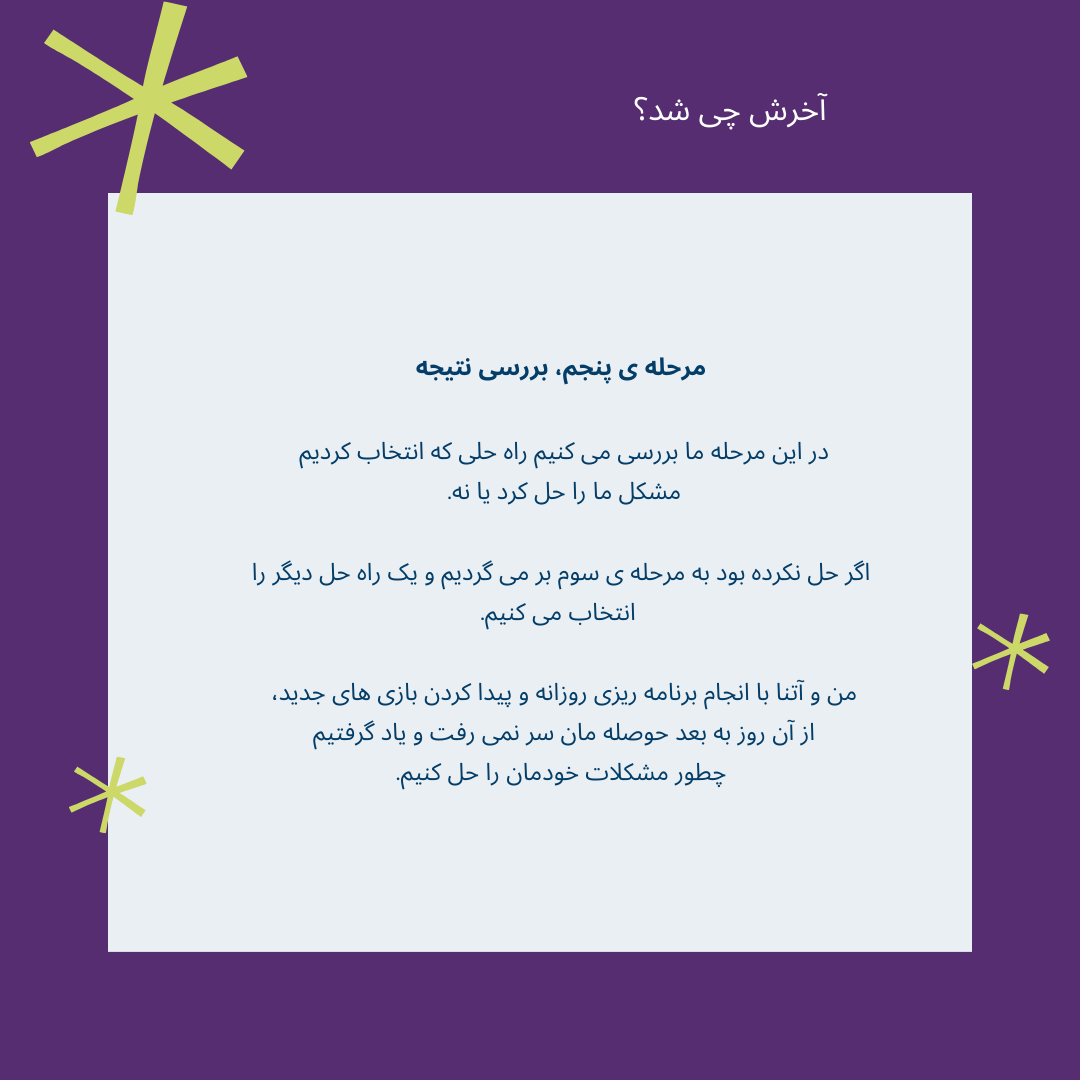 آخرش چی شد؟
مرحله ی پنجم، بررسی نتیجه
در این مرحله ما بررسی می کنیم راه حلی که انتخاب کردیم
مشکل ما را حل کرد یا نه.
اگر حل نکرده بود به مرحله ی سوم بر می گردیم و یک راه حل دیگر را
انتخاب می کنیم.
من و آتنا با انجام برنامه ریزی روزانه و پیدا کردن بازی های جدید،
از آن روز به بعد حوصله مان سر نمی رفت و یاد گرفتیم
چطور مشکلات خودمان را حل کنیم.